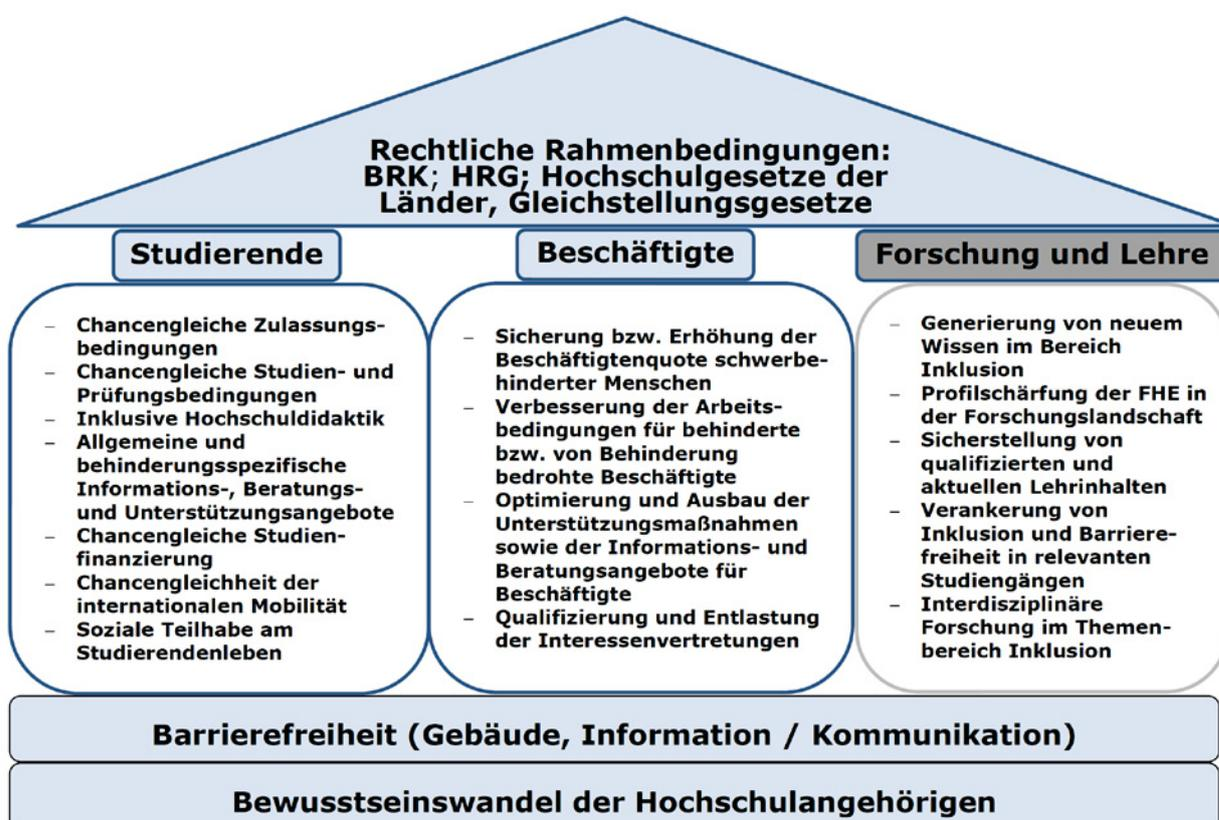 Rechtliche Rahmenbedingungen:
BRK; HRG; Hochschulgesetze der
Länder, Gleichstellungsgesetze
Studierende
– Chancengleiche Zulassungs-
bedingungen
– Chancengleiche Studien- und
Prüfungsbedingungen
– Inklusive Hochschuldidaktik
– Allgemeine und
behinderungsspezifische
Informations-, Beratungs-
und Unterstützungsangebote
– Chancengleiche Studien-
finanzierung
– Chancengleichheit der
internationalen Mobilität
– Soziale Teilhabe am
Studierendenleben
Beschäftigte
– Sicherung bzw. Erhöhung der
Beschäftigtenquote schwerbe-
hinderter Menschen
– Verbesserung der Arbeits-
bedingungen für behinderte
bzw. von Behinderung
bedrohte Beschäftigte
– Optimierung und Ausbau der
Unterstützungsmaßnahmen
sowie der Informations- und
Beratungsangebote für
Beschäftigte
– Qualifizierung und Entlastung
der Interessenvertretungen
Forschung und Lehre
– Generierung von neuem
Wissen im Bereich
Inklusion
– Profilschärfung der FHE in
der Forschungslandschaft
– Sicherstellung von
qualifizierten und
aktuellen Lehrinhalten
– Verankerung von
Inklusion und Barriere-
freiheit in relevanten
Studiengängen
– Interdisziplinäre
Forschung im Themen-
bereich Inklusion
Barrierefreiheit (Gebäude, Information / Kommunikation)
Bewusstseinswandel der Hochschulangehörigen